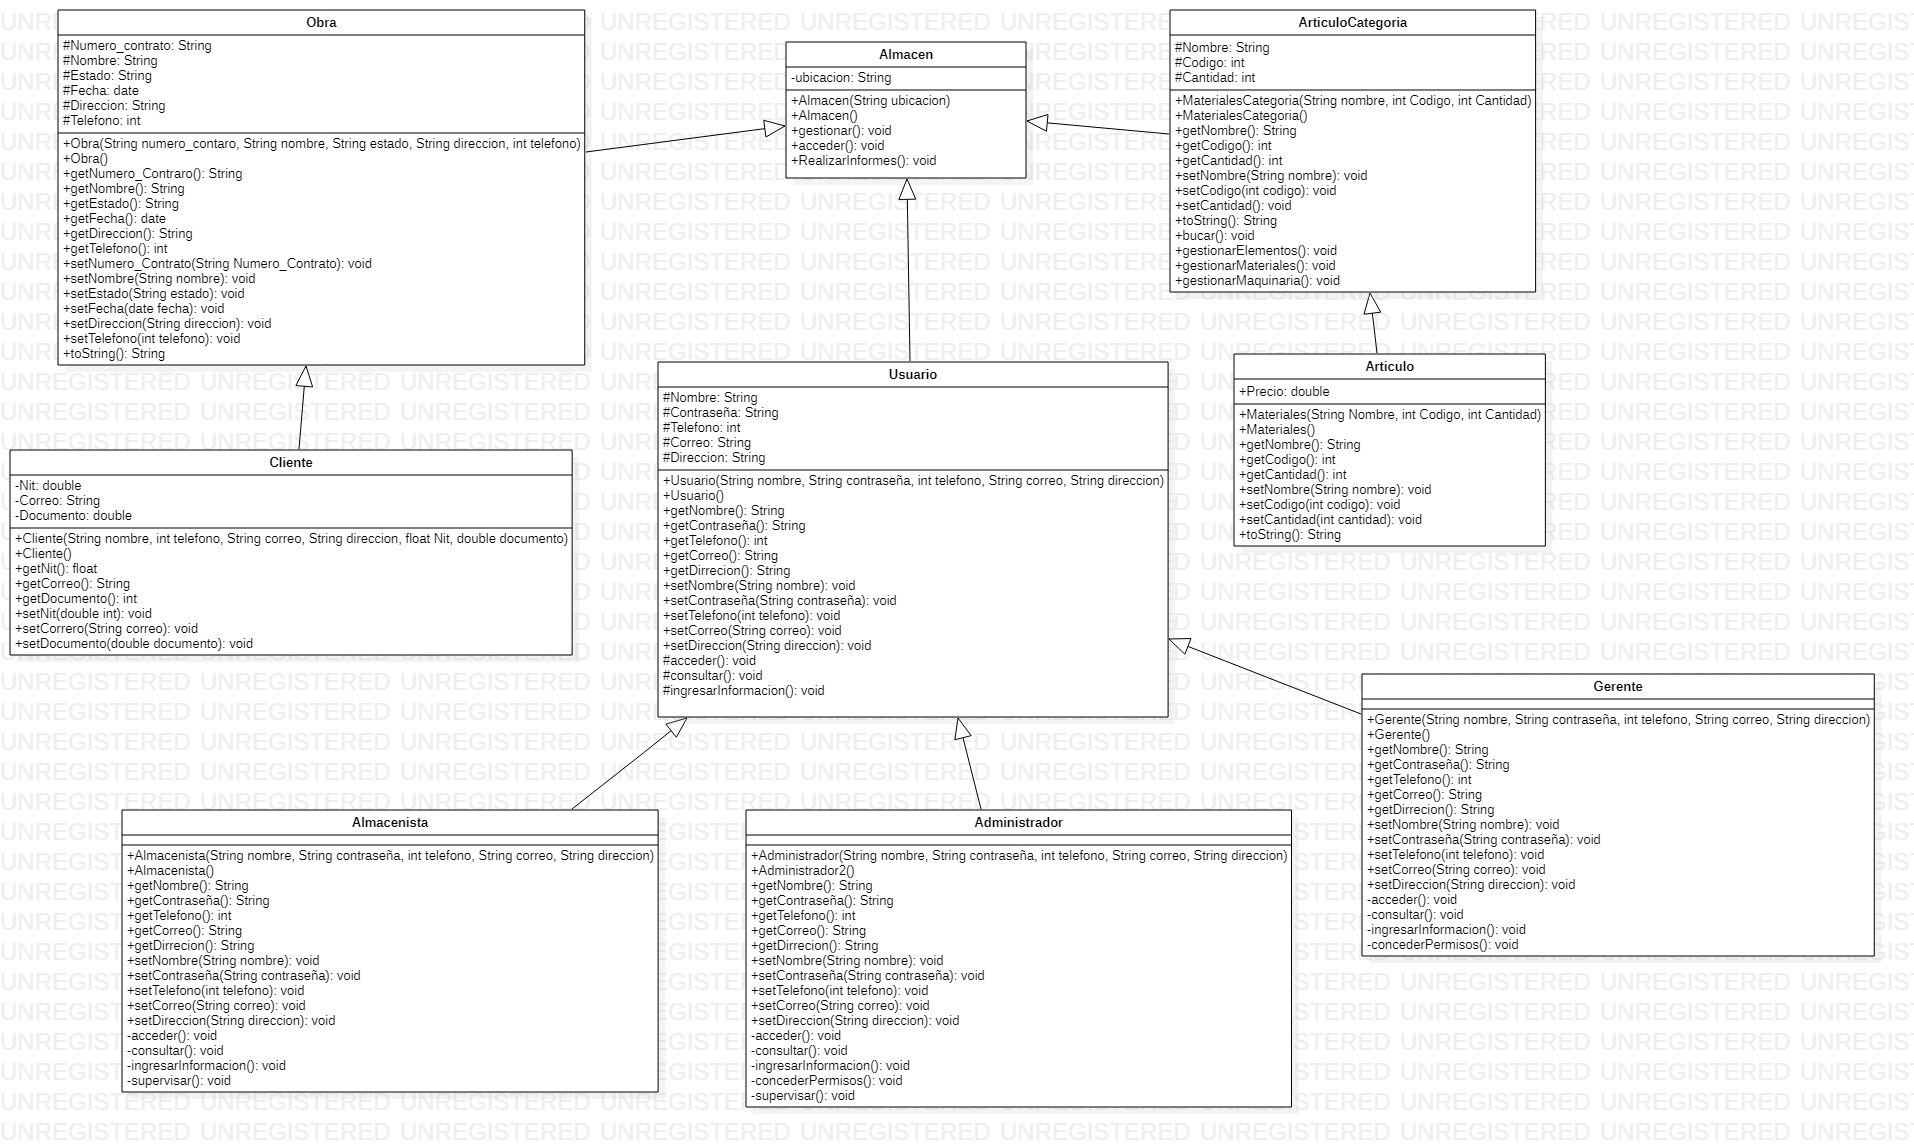 Obra
#Numero_contrato: String
#Nombre: String
#Estado: String
#Fecha: date
#Direccion: String
#Telefono: int
+Obra(String numero_contaro, String nombre, String estado, String direccion, int telefono)
+Obra()
+getNumero_Contraro(): String
+getNombre(): String
+getEstado(): String
+getFecha(): date
+getDireccion(): String
+getTelefono(): int
+setNumero_Contrato(String Numero_Contrato): void
+setNombre(String nombre): void
+setEstado(String estado): void
+setFecha(date fecha): void
+setDireccion(String direccion): void
+setTelefono(int telefono): void
+toString(): String
Almacen
-ubicacion: String
+Almacen(String ubicacion)
+Almacen()
+gestionar(): void
+acceder(): void
+RealizarInformes(): void
ArticuloCategoria
#Nombre: String
#Codigo: int
#Cantidad: int
+MaterialesCategoria(String nombre, int Codigo, int Cantidad)
+MaterialesCategoria()
+getNombre(): String
+getCodigo(): int
+getCantidad(): int
+setNombre(String nombre): void
+setCodigo(int codigo): void
+setCantidad(): void
+toString(): String
+bucar(): void
+gestionarElementos(): void
+gestionarMateriales(): void
+gestionarMaquinaria(): void
Cliente
-Nit: double
-Correo: String
-Documento: double
+Cliente(String nombre, int telefono, String correo, String direccion, float Nit, double documento)
+Cliente()
+getNit(): float
+getCorreo(): String
+getDocumento(): int
+setNit(double int): void
+setCorrero(String correo): void
+setDocumento(double documento): void
Usuario
#Nombre: String
#Contraseña: String
#Telefono: int
#Correo: String
#Direccion: String
+Usuario(String nombre, String contraseña, int telefono, String correo, String direccion)
+Usuario()
+getNombre(): String
+getContraseña(): String
+getTelefono(): int
+getCorreo(): String
+getDirrecion(): String
+setNombre(String nombre): void
+setContraseña(String contraseña): void
+setTelefono(int telefono): void
+setCorreo(String correo): void
+setDireccion(String direccion): void
#acceder(): void
#consultar(): void
#ingresarInformacion(): void
Articulo
+Precio: double
+Materiales(String Nombre, int Codigo, int Cantidad)
+Materiales()
+getNombre(): String
+getCodigo(): int
+getCantidad(): int
+setNombre(String nombre): void
+setCodigo(int codigo): void
+setCantidad(int cantidad): void
+toString(): String
Gerente
+Gerente(String nombre, String contraseña, int telefono, String correo, String direccion)
+Gerente()
+getNombre(): String
+getContraseña(): String
+getTelefono(): int
+getCorreo(): String
+getDirrecion(): String
+setNombre(String nombre): void
+setContraseña(String contraseña): void
+setTelefono(int telefono): void
+setCorreo(String correo): void
+setDireccion(String direccion): void
-acceder(): void
-consultar(): void
-ingresarInformacion(): void
-concederPermisos(): void
Almacenista
+Almacenista(String nombre, String contraseña, int telefono, String correo, String direccion)
+Almacenista()
+getNombre(): String
+getContraseña(): String
+getTelefono(): int
+getCorreo(): String
+getDirrecion(): String
+setNombre(String nombre): void
+setContraseña(String contraseña): void
+setTelefono(int telefono): void
+setCorreo(String correo): void
+setDireccion(String direccion): void
-acceder(): void
-consultar(): void
-ingresarInformacion(): void
-supervisar(): void
Administrador
+Administrador(String nombre, String contraseña, int telefono, String correo, String direccion)
+Administrador2()
+getNombre(): String
+getContraseña(): String
+getTelefono(): int
+getCorreo(): String
+getDirrecion(): String
+setNombre(String nombre): void
+setContraseña(String contraseña): void
+setTelefono(int telefono): void
+setCorreo(String correo): void
+setDireccion(String direccion): void
-acceder(): void
-consultar(): void
-ingresarInformacion(): void
-concederPermisos(): void
-supervisar(): void
UNREGISTERED